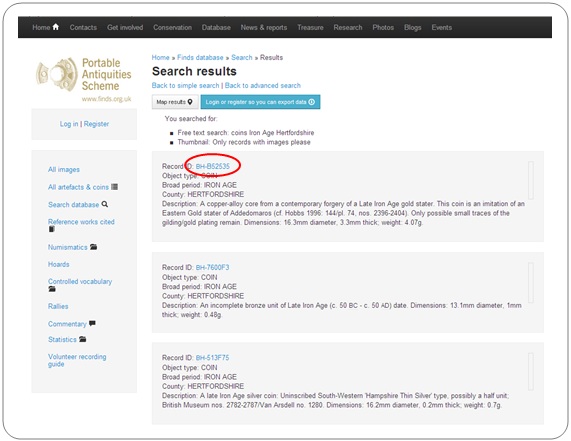 Home Contacts Get involved Conservation Database News & reports Treasure Research Photos Blogs Events
Portable
Antiquities
Scheme
www.finds.org.uk
Log in | Register
All images
All artefacts & coins
Search database
Reference works cited
Numismatics
Hoards
Controlled vocabulary
Rallies
Commentary
Statistics
Volunteer recording
guide
Home » Finds database » Search » Results
Search results
Back to simple search | Back to advanced search
Map results
Login or register so you can export data
You searched for:
Free text search: coins Iron Age Hertfordshire
Thumbnail: Only records with images please
Record ID: BH-B52535
Object type: COIN
Broad period: IRON AGE
County: HERTFORDSHIRE
Description: A copper-alloy core from a contemporary forgery of a Late Iron Age gold stater. This coin is an imitation of an
Eastern Gold stater of Addedomaros (cf. Hobbs 1996: 144/pl. 74, nos. 2396-2404). Only possible small traces of the
gilding/gold plating remain. Dimensions: 16.3mm diameter, 3.3mm thick; weight: 4.07g.
Record ID: BH-7600F3
Object type: COIN
Broad period: IRON AGE
County: HERTFORDSHIRE
Description: An incomplete bronze unit of Late Iron Age (c. 50 BC - c. 50 AD) date. Dimensions: 13.1mm diameter, 1mm
thick; weight: 0.48g.
Record ID: BH-513F75
Object type: COIN
Broad period: IRON AGE
County: HERTFORDSHIRE
Description: A late Iron Age silver coin: Uninscribed South-Western 'Hampshire Thin Silver' type, possibly a half unit;
British Museum nos. 2782-2787/Van Arsdell no. 1280. Dimensions: 16.2mm diameter, 0.2mm thick; weight: 0.7g.